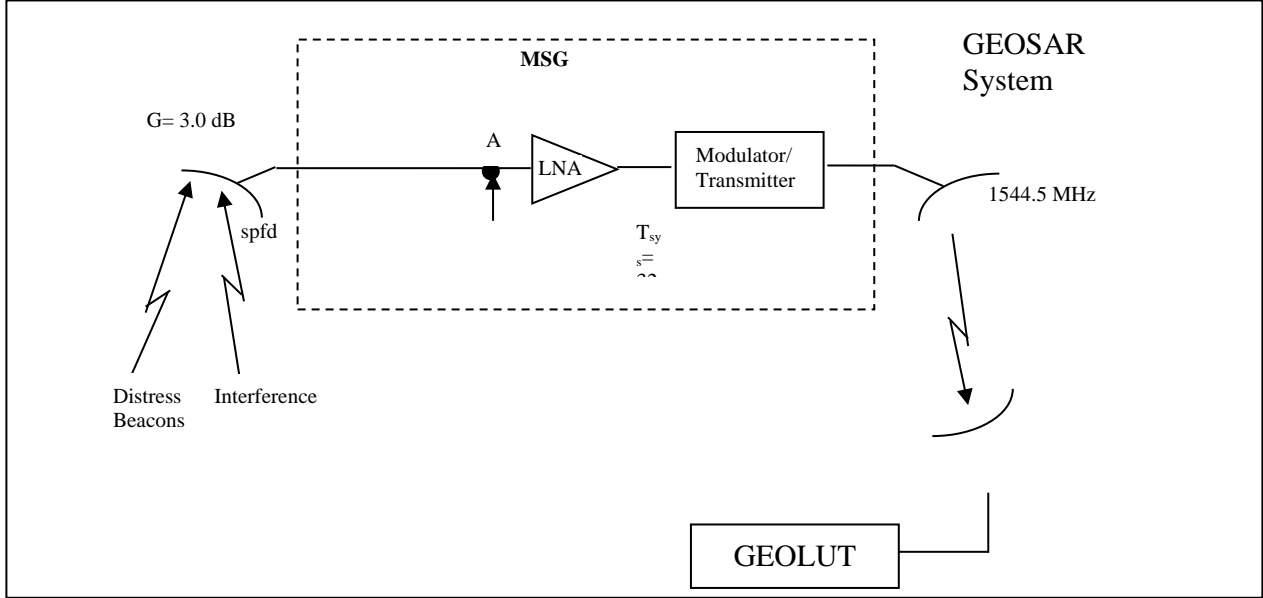 MSG
GEOSAR
System
G= 3.0 dB
A
LNA
Modulator/
Transmitter
1544.5 MHz
spfd
Tsy
s=
Distress
Beacons
Interference
GEOLUT